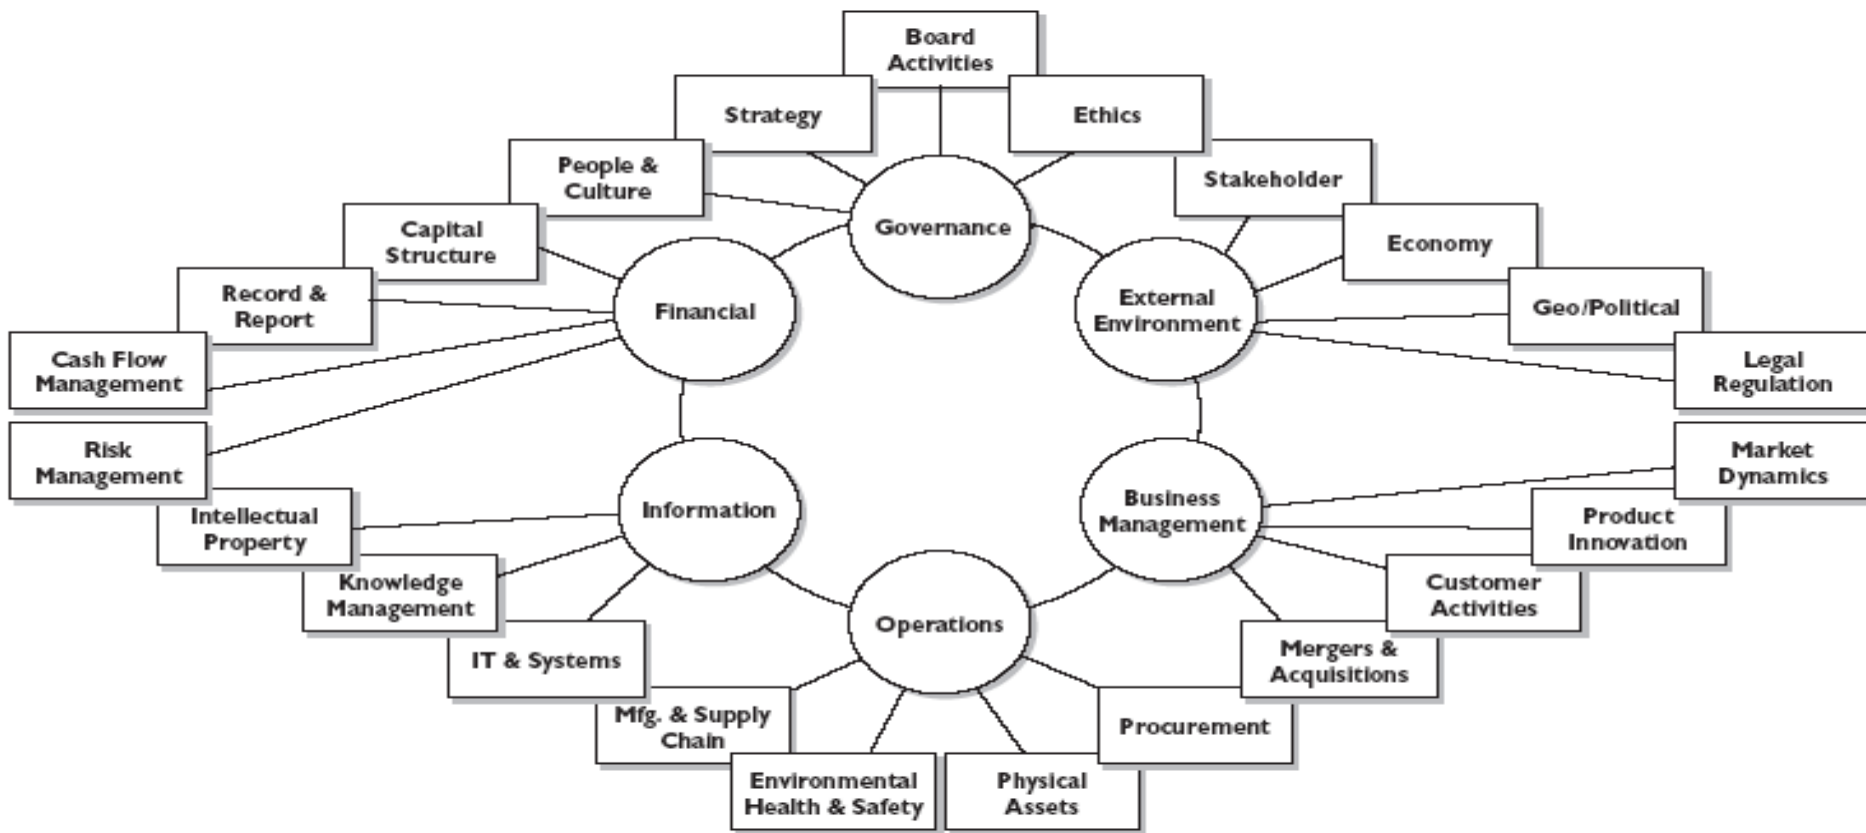 Board
Activities
Strategy
Ethics
People &
Culture
Stakeholder
Capital
Structure
Governance
Economy
Record &
Report
Financial
External
Environment
Geo/Political
Cash Flow
Management
Legal
Regulation
Risk
Management
Market
Dynamics
Intellectual
Property
Information
Business
Management
Product
Innovation
Knowledge
Management
Customer
Activities
Operations
IT & Systems
Mergers &
Acquisitions
Mfg. & Supply
Chain
Procurement
Environmental
Health & Safety
Physical
Assets